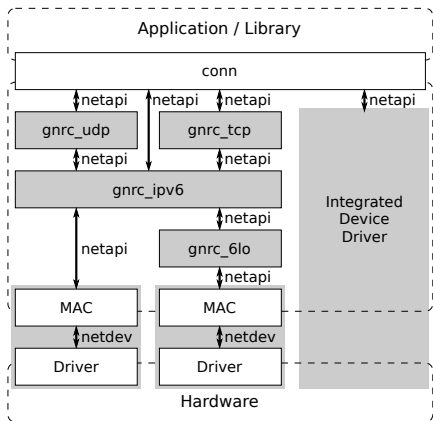 Application / Library
conn
netapi netapi netapi netapi
gnrc_udp gnrc_tcp
netapi netapi
gnrc_ipv6
Integrated
Device
Driver
netapi
netapi
gnrc_6lo
netapi
MAC MAC
netdev netdev
Driver Driver
Hardware